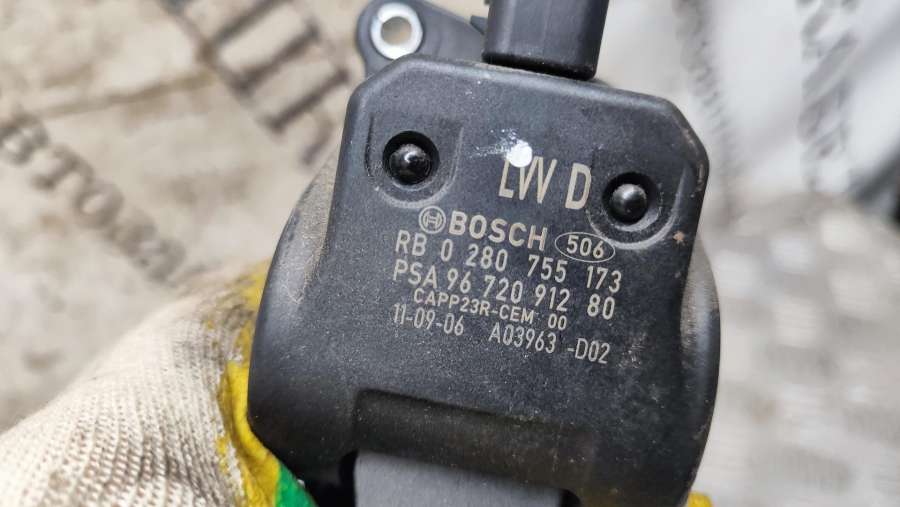 LVV D
BOSCH 506
RB 0 280 755 173
PSA 96 720 912 80
CAPP23R-CEM 00
11-09-06 A03963 -D02